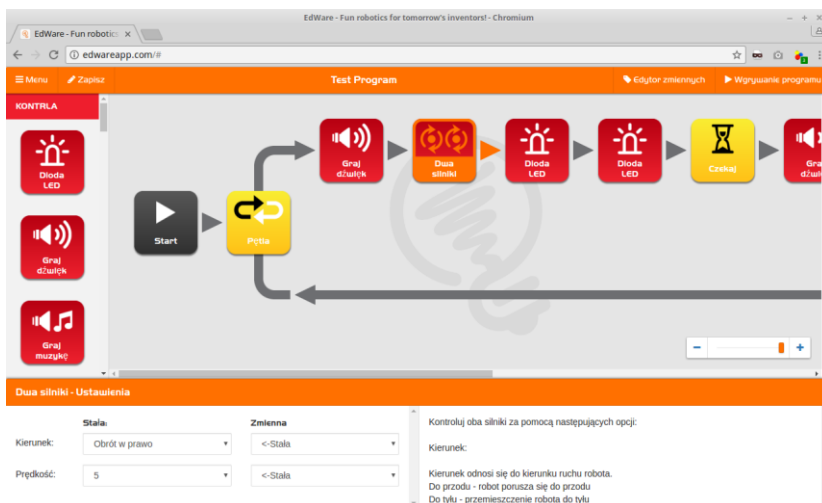 EdWare - Fun robotics for tomorrow's inventors! - Chromium
EdWare - Fun robotic
edwareapp.com/#
Menu
Zapisz
Test Program
Edytor zmiennych
Wgrywanie programu
KONTRLA
Dioda
LED
Graj
dźwięk
Graj
muzykę
Start
Pętla
Graj
dźwięk
Dwa
silniki
Dioda
LED
Dioda
LED
Czekaj
Gra
dźwi
Dwa silniki - Ustawienia
Stała:
Zmienna
Kierunek:
Obrót w prawo
<-Stała
Prędkość:
5
<-Stała
Kontroluj oba silniki za pomocą następujących opcji:
Kierunek:
Kierunek odnosi się do kierunku ruchu robota.
Do przodu - robot porusza się do przodu
Do tyłu - przemieszczenie robota do tyłu